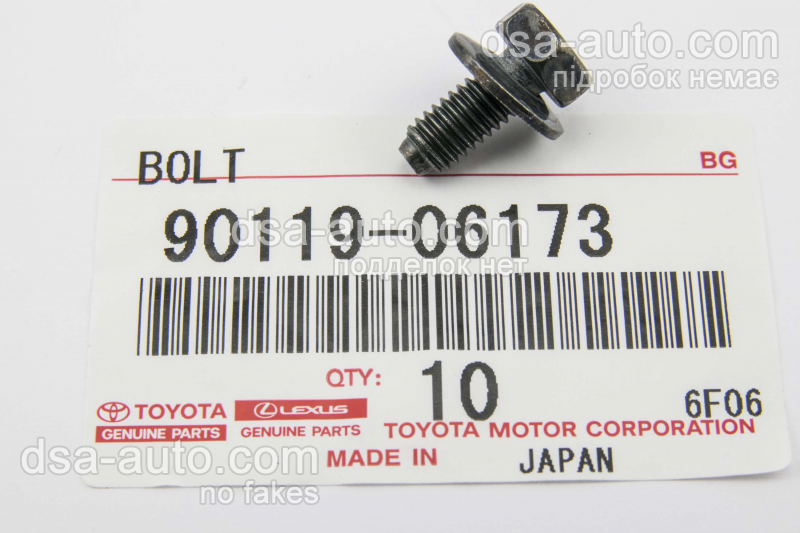 dsa-auto.com
підробок немає
BOLT
BG
90119-06173
dsa-auto.com
подделок нет
QTY: 10
6F06
TOYOTA
GENUINE PARTS
LEXUS
GENUINE PARTS
TOYOTA MOTOR CORPORATION
MADE IN JAPAN
dsa-auto.com
no fakes